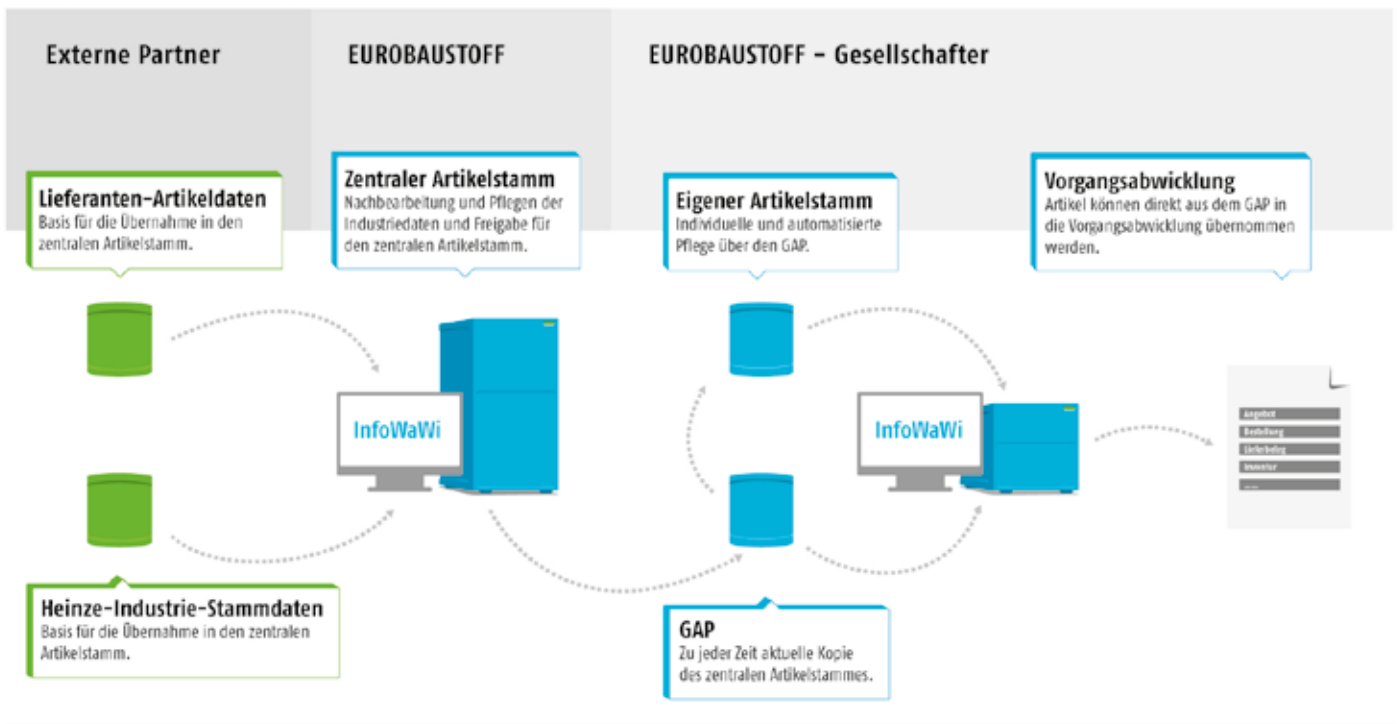 Externe Partner
EUROBAUSTOFF
EUROBAUSTOFF – Gesellschafter
Lieferanten-Artikeldaten
Basis für die Übernahme in den
zentralen Artikelstamm.
Zentraler Artikelstamm
Nachbearbeitung und Pflegen der
Industriedaten und Freigabe für
den zentralen Artikelstamm.
Eigener Artikelstamm
Individuelle und automatisierte
Pflege über den GAP.
Vorgangsabwicklung
Artikel können direkt aus dem GAP in
die Vorgangsabwicklung übernommen
werden.
InfoWaWi
InfoWaWi
Angebot
Bestellung
Lieferbeleg
Inventur
.....
Heinze-Industrie-Stammdaten
Basis für die Übernahme in den zentralen
Artikelstamm.
GAP
Zu jeder Zeit aktuelle Kopie
des zentralen Artikelstammes.